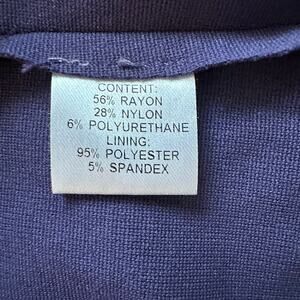 CONTENT:
56% RAYON
28% NYLON
6% POLYURETHANE
LINING:
95% POLYESTER
5% SPANDEX